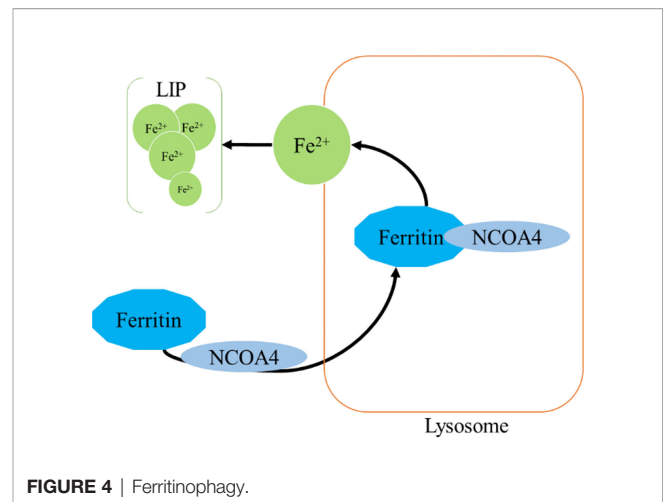 LIP
Fe²⁺ Fe²⁺
Fe²⁺
Fe²⁺
Fe²⁺
Ferritin NCOA4
Ferritin
NCOA4
Lysosome
FIGURE 4 | Ferritinophagy.